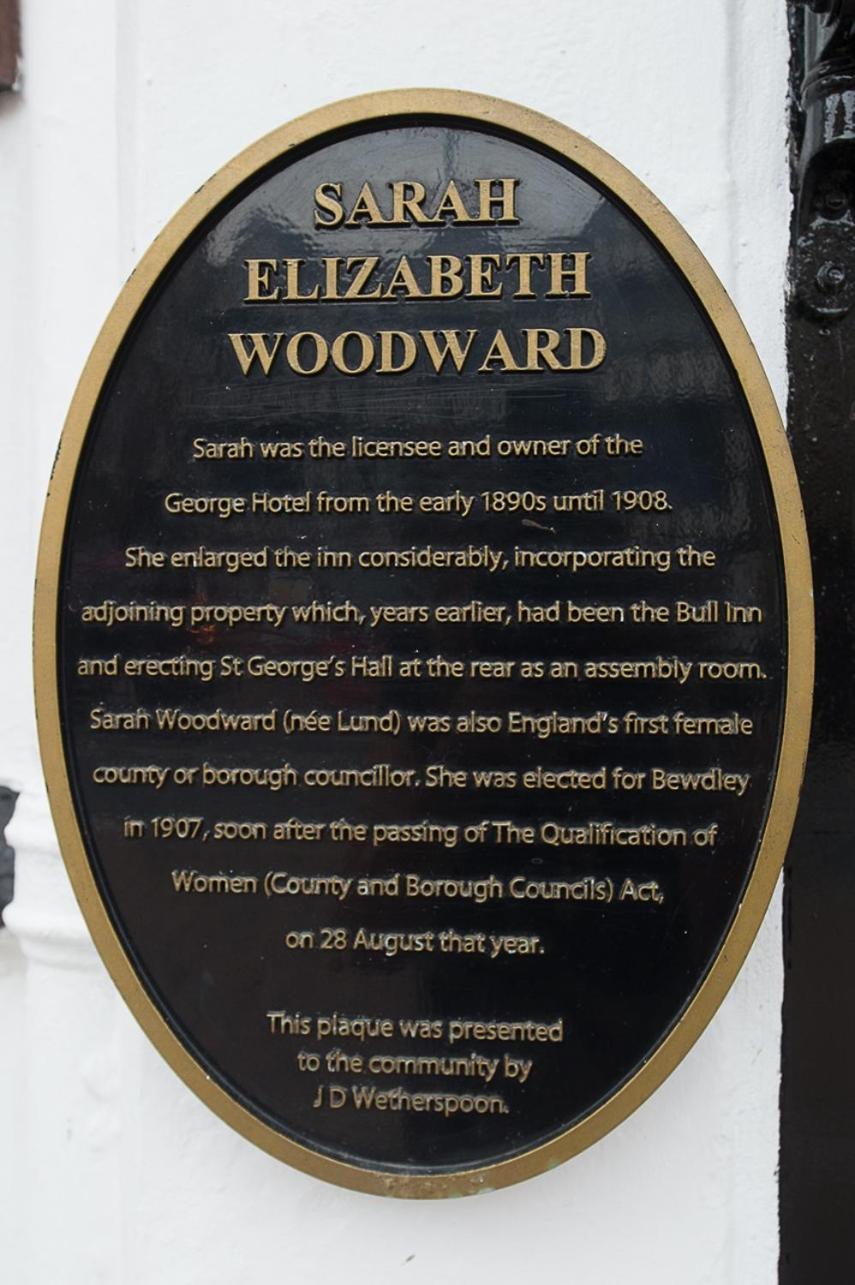 SARAH
ELIZABETH
WOODWARD
Sarah was the licensee and owner of the
George Hotel from the early 1890s until 1908.
She enlarged the inn considerably, incorporating the
adjoining property which, years earlier, had been the Bull Inn
and erecting St George's Hall at the rear as an assembly room.
Sarah Woodward (née Lund) was also England's first female
county or borough councillor. She was elected for Bewdley
in 1907, soon after the passing of The Qualification of
Women (County and Borough Councils) Act,
on 28 August that year.
This plaque was presented
to the community by
J D Wetherspoon.